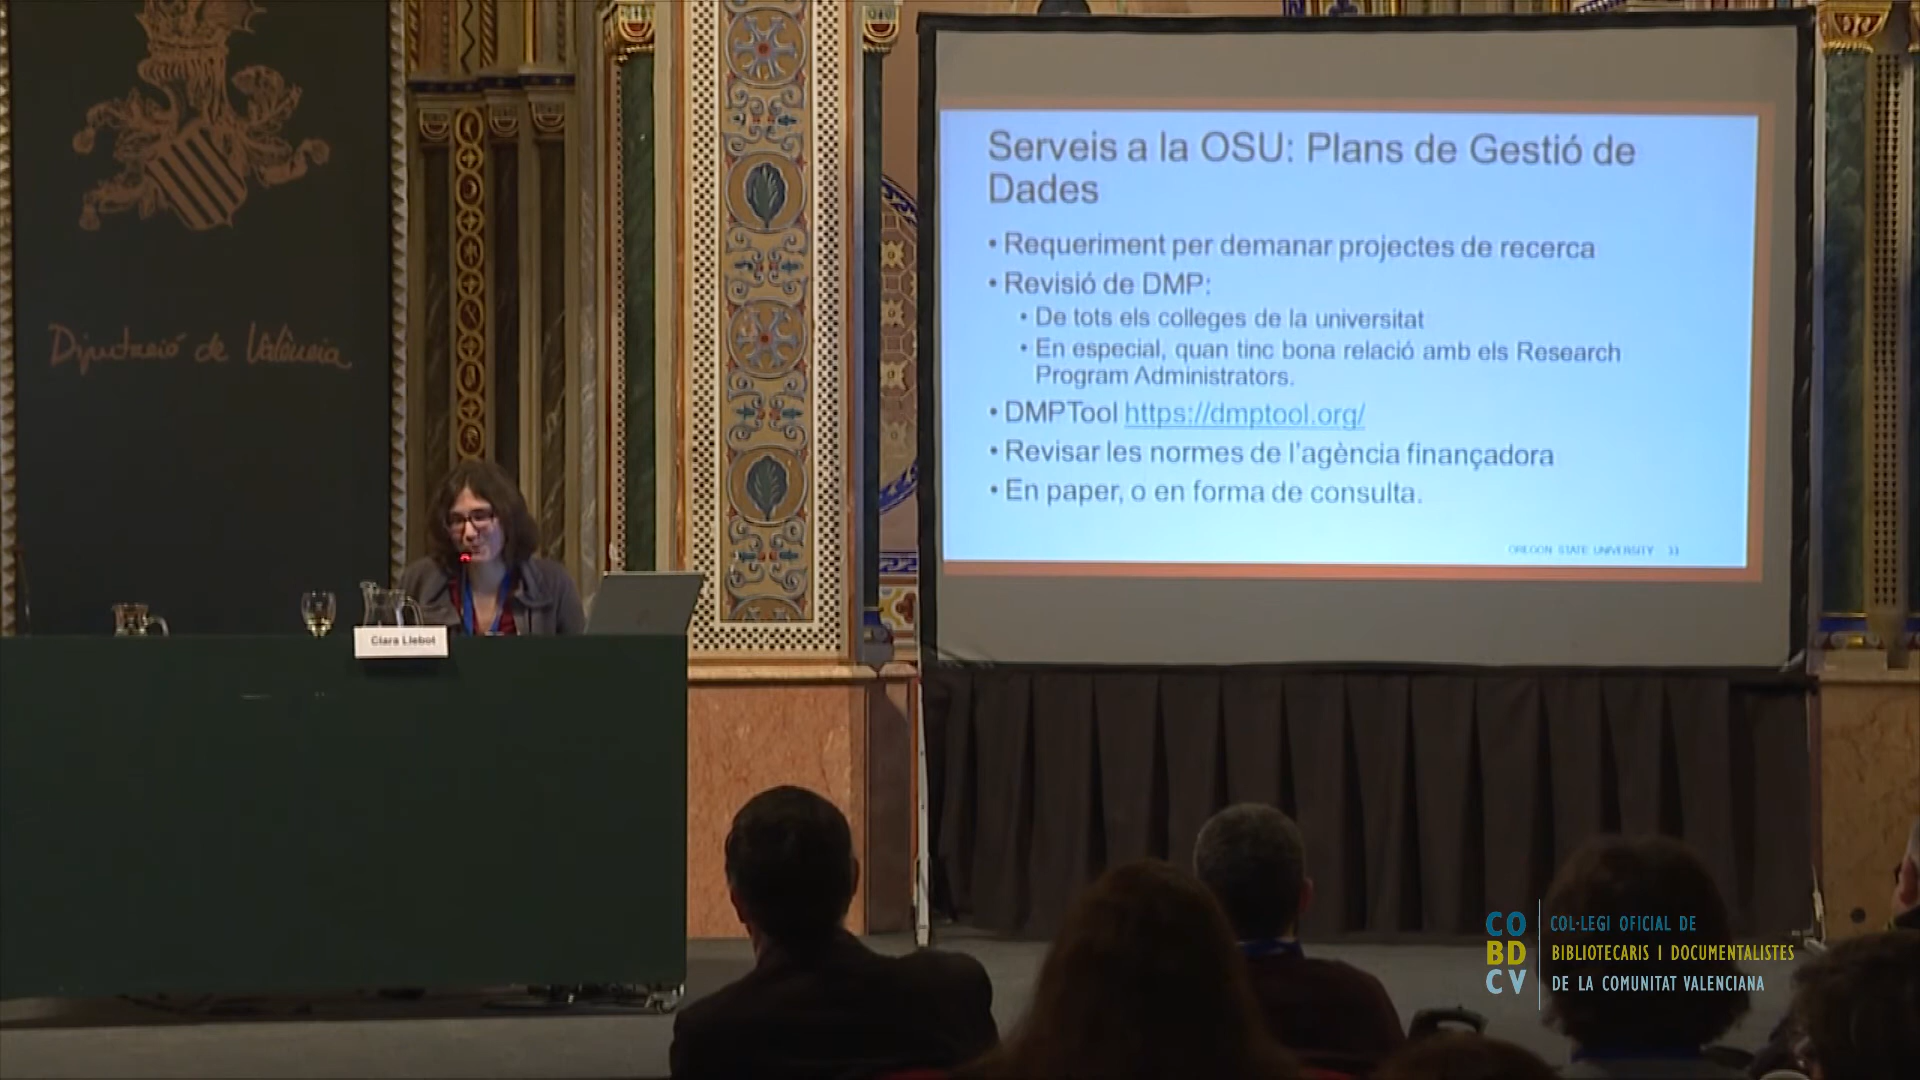 Diputació de València
Clara Llebot
Serveis a la OSU: Plans de Gestió de
Dades
• Requeriment per demanar projectes de recerca
• Revisió de DMP:
• De tots els colleges de la universitat
• En especial, quan tinc bona relació amb els Research
Program Administrators.
• DMPTool https://dmptool.org/
• Revisar les normes de l'agència finançadora
• En paper, o en forma de consulta.
OREGON STATE UNIVERSITY 33
CO
BD
CV
COL·LEGI OFICIAL DE
BIBLIOTECARIS I DOCUMENTALISTES
DE LA COMUNITAT VALENCIANA